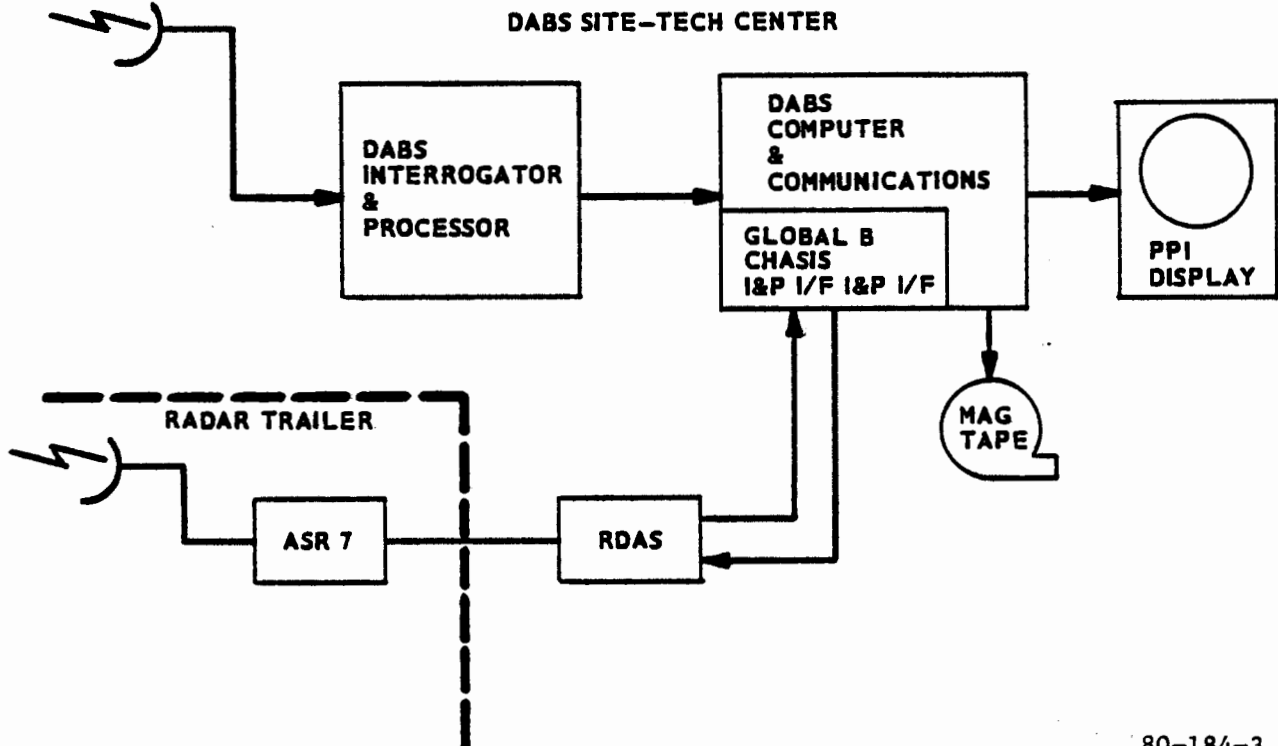 DABS SITE-TECH CENTER
DABS
INTERROGATOR
&
PROCESSOR
DABS
COMPUTER
&
COMMUNICATIONS
GLOBAL B
CHASIS
I&P I/F I&P I/F
PPI
DISPLAY
MAG
TAPE
RADAR TRAILER
ASR 7
RDAS
80-184-3